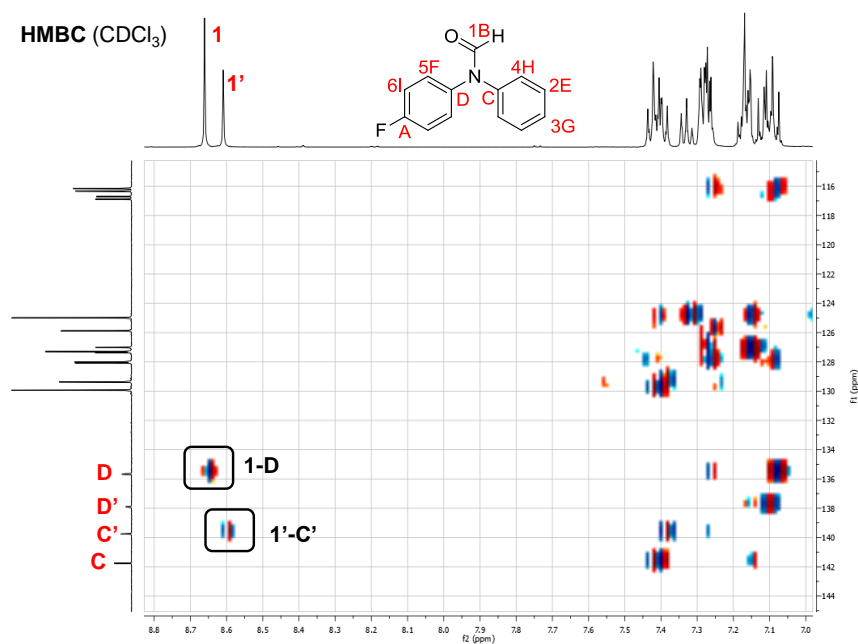 HMBC (CDCl3)
1
1’
1B
O
H
5F
4H
6I
N
2E
D
C
F
A
3G
116
118
120
122
124
126
128
130
132
134
136
138
140
142
144
f1 (ppm)
D
D’
C’
C
1-D
1’-C’
8.8 8.7 8.6 8.5 8.4 8.3 8.2 8.1 8.0 7.9 7.8 7.7 7.6 7.5 7.4 7.3 7.2 7.1 7.0
f2 (ppm)